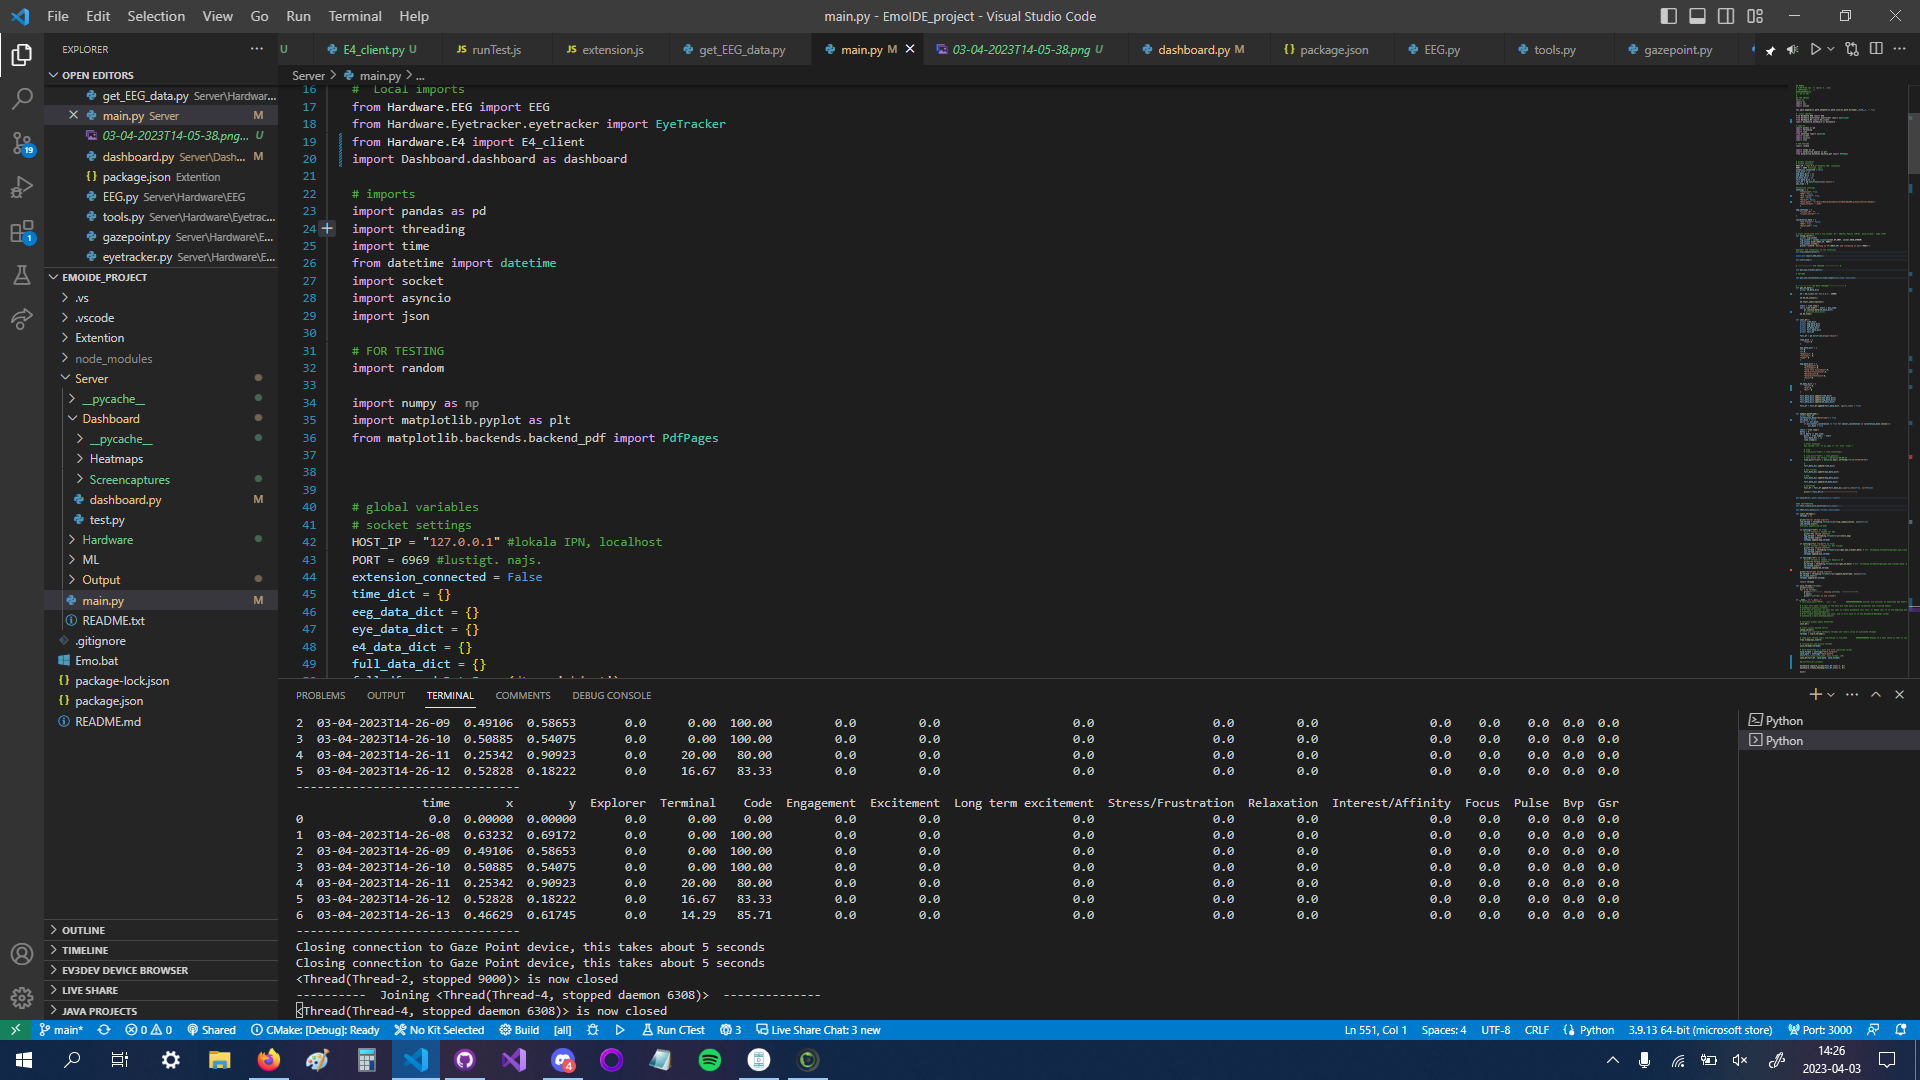 File Edit Selection View Go Run Terminal Help
main.py - EmoIDE_project - Visual Studio Code
EXPLORER
U E4_client.py U runTest.js extension.js get_EEG_data.py main.py M 03-04-2023T14-05-38.png U dashboard.py M package.json EEG.py tools.py gazepoint.py
OPEN EDITORS
get_EEG_data.py Server\Hardwar...
main.py Server M
03-04-2023T14-05-38.png... U
dashboard.py Server\Dash... M
package.json Extention
EEG.py Server\Hardware\EEG
tools.py Server\Hardware\Eyetrac...
gazepoint.py Server\Hardware\E...
eyetracker.py Server\Hardware\E...
EMOIDE_PROJECT
.vs
.vscode
Extention
node_modules
Server
__pycache__
Dashboard
__pycache__
Heatmaps
Screencaptures
dashboard.py M
test.py
Hardware
ML
Output
main.py M
README.txt
.gitignore
Emo.bat
package-lock.json
package.json
README.md
OUTLINE
TIMELINE
EV3DEV DEVICE BROWSER
LIVE SHARE
JAVA PROJECTS
Server > main.py > ...
16 # Local imports
17 from Hardware.EEG import EEG
18 from Hardware.Eyetracker.eyetracker import EyeTracker
19 from Hardware.E4 import E4_client
20 import Dashboard.dashboard as dashboard
21
22 # imports
23 import pandas as pd
24 import threading
25 import time
26 from datetime import datetime
27 import socket
28 import asyncio
29 import json
30
31 # FOR TESTING
32 import random
33
34 import numpy as np
35 import matplotlib.pyplot as plt
36 from matplotlib.backends.backend_pdf import PdfPages
37
38
39
40 # global variables
41 # socket settings
42 HOST_IP = "127.0.0.1" #lokala IPN, localhost
43 PORT = 6969 #lustigt. najs.
44 extension_connected = False
45 time_dict = {}
46 eeg_data_dict = {}
47 eye_data_dict = {}
48 e4_data_dict = {}
49 full_data_dict = {}
PROBLEMS OUTPUT TERMINAL COMMENTS DEBUG CONSOLE
2 03-04-2023T14-26-09 0.49106 0.58653 0.0 0.00 100.00 0.0 0.0 0.0 0.0 0.0 0.0 0.0 0.0 0.0 0.0
3 03-04-2023T14-26-10 0.50885 0.54075 0.0 0.00 100.00 0.0 0.0 0.0 0.0 0.0 0.0 0.0 0.0 0.0 0.0
4 03-04-2023T14-26-11 0.25342 0.90923 0.0 20.00 80.00 0.0 0.0 0.0 0.0 0.0 0.0 0.0 0.0 0.0 0.0
5 03-04-2023T14-26-12 0.52828 0.18222 0.0 16.67 83.33 0.0 0.0 0.0 0.0 0.0 0.0 0.0 0.0 0.0 0.0
--------------------------------
time x y Explorer Terminal Code Engagement Excitement Long term excitement Stress/Frustration Relaxation Interest/Affinity Focus Pulse Bvp Gsr
0 0.0 0.00000 0.00000 0.0 0.00 0.00 0.0 0.0 0.0 0.0 0.0 0.0 0.0 0.0 0.0 0.0
1 03-04-2023T14-26-08 0.63232 0.69172 0.0 0.00 100.00 0.0 0.0 0.0 0.0 0.0 0.0 0.0 0.0 0.0 0.0
2 03-04-2023T14-26-09 0.49106 0.58653 0.0 0.00 100.00 0.0 0.0 0.0 0.0 0.0 0.0 0.0 0.0 0.0 0.0
3 03-04-2023T14-26-10 0.50885 0.54075 0.0 0.00 100.00 0.0 0.0 0.0 0.0 0.0 0.0 0.0 0.0 0.0 0.0
4 03-04-2023T14-26-11 0.25342 0.90923 0.0 20.00 80.00 0.0 0.0 0.0 0.0 0.0 0.0 0.0 0.0 0.0 0.0
5 03-04-2023T14-26-12 0.52828 0.18222 0.0 16.67 83.33 0.0 0.0 0.0 0.0 0.0 0.0 0.0 0.0 0.0 0.0
6 03-04-2023T14-26-13 0.46629 0.61745 0.0 14.29 85.71 0.0 0.0 0.0 0.0 0.0 0.0 0.0 0.0 0.0 0.0
--------------------------------
Closing connection to Gaze Point device, this takes about 5 seconds
Closing connection to Gaze Point device, this takes about 5 seconds
<Thread(Thread-2, stopped 9000)> is now closed
---------- Joining <Thread(Thread-4, stopped daemon 6308)> --------------
<Thread(Thread-4, stopped daemon 6308)> is now closed
Python
Python
main* 0 0 Shared CMake: [Debug]: Ready No Kit Selected Build [all] Run CTest 3 Live Share Chat: 3 new Ln 551, Col 1 Spaces: 4 UTF-8 CRLF Python 3.9.13 64-bit (microsoft store) Port: 3000
14:26
2023-04-03